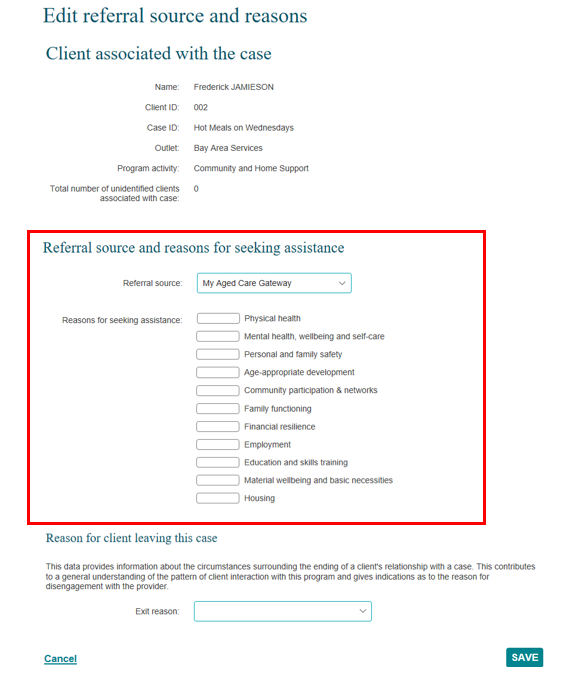 Edit referral source and reasons
Client associated with the case
Name: Frederick JAMIESON
Client ID: 002
Case ID: Hot Meals on Wednesdays
Outlet: Bay Area Services
Program activity: Community and Home Support
Total number of unidentified clients 0
associated with case:
Referral source and reasons for seeking assistance
Referral source: My Aged Care Gateway
Reasons for seeking assistance: Physical health
Mental health, wellbeing and self-care
Personal and family safety
Age-appropriate development
Community participation & networks
Family functioning
Financial resilience
Employment
Education and skills training
Material wellbeing and basic necessities
Housing
Reason for client leaving this case
This data provides information about the circumstances surrounding the ending of a client's relationship with a case. This contributes
to a general understanding of the pattern of client interaction with this program and gives indications as to the reason for
disengagement with the provider.
Exit reason:
Cancel SAVE